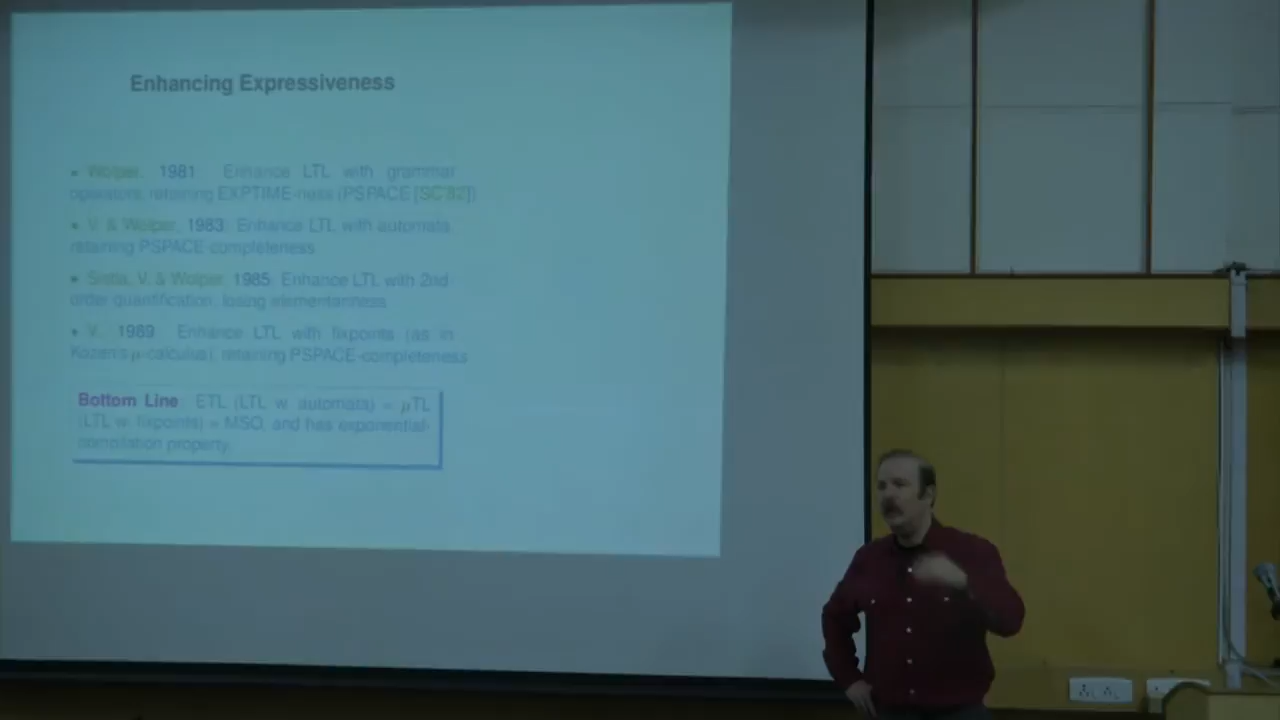 Enhancing Expressiveness
• Wolper, 1981: Enhance LTL with grammar
operators, retaining EXPTIME-ness (PSPACE [SC'82])
• V. & Wolper, 1983: Enhance LTL with automata,
retaining PSPACE-completeness
• Sistla, V. & Wolper, 1985: Enhance LTL with 2nd-
order quantification, losing elementariness
• V., 1989: Enhance LTL with fixpoints (as in
Kozen's μ-calculus), retaining PSPACE-completeness
Bottom Line: ETL (LTL w. automata) = μTL
(LTL w. fixpoints) = MSO, and has exponential-
compilation property.